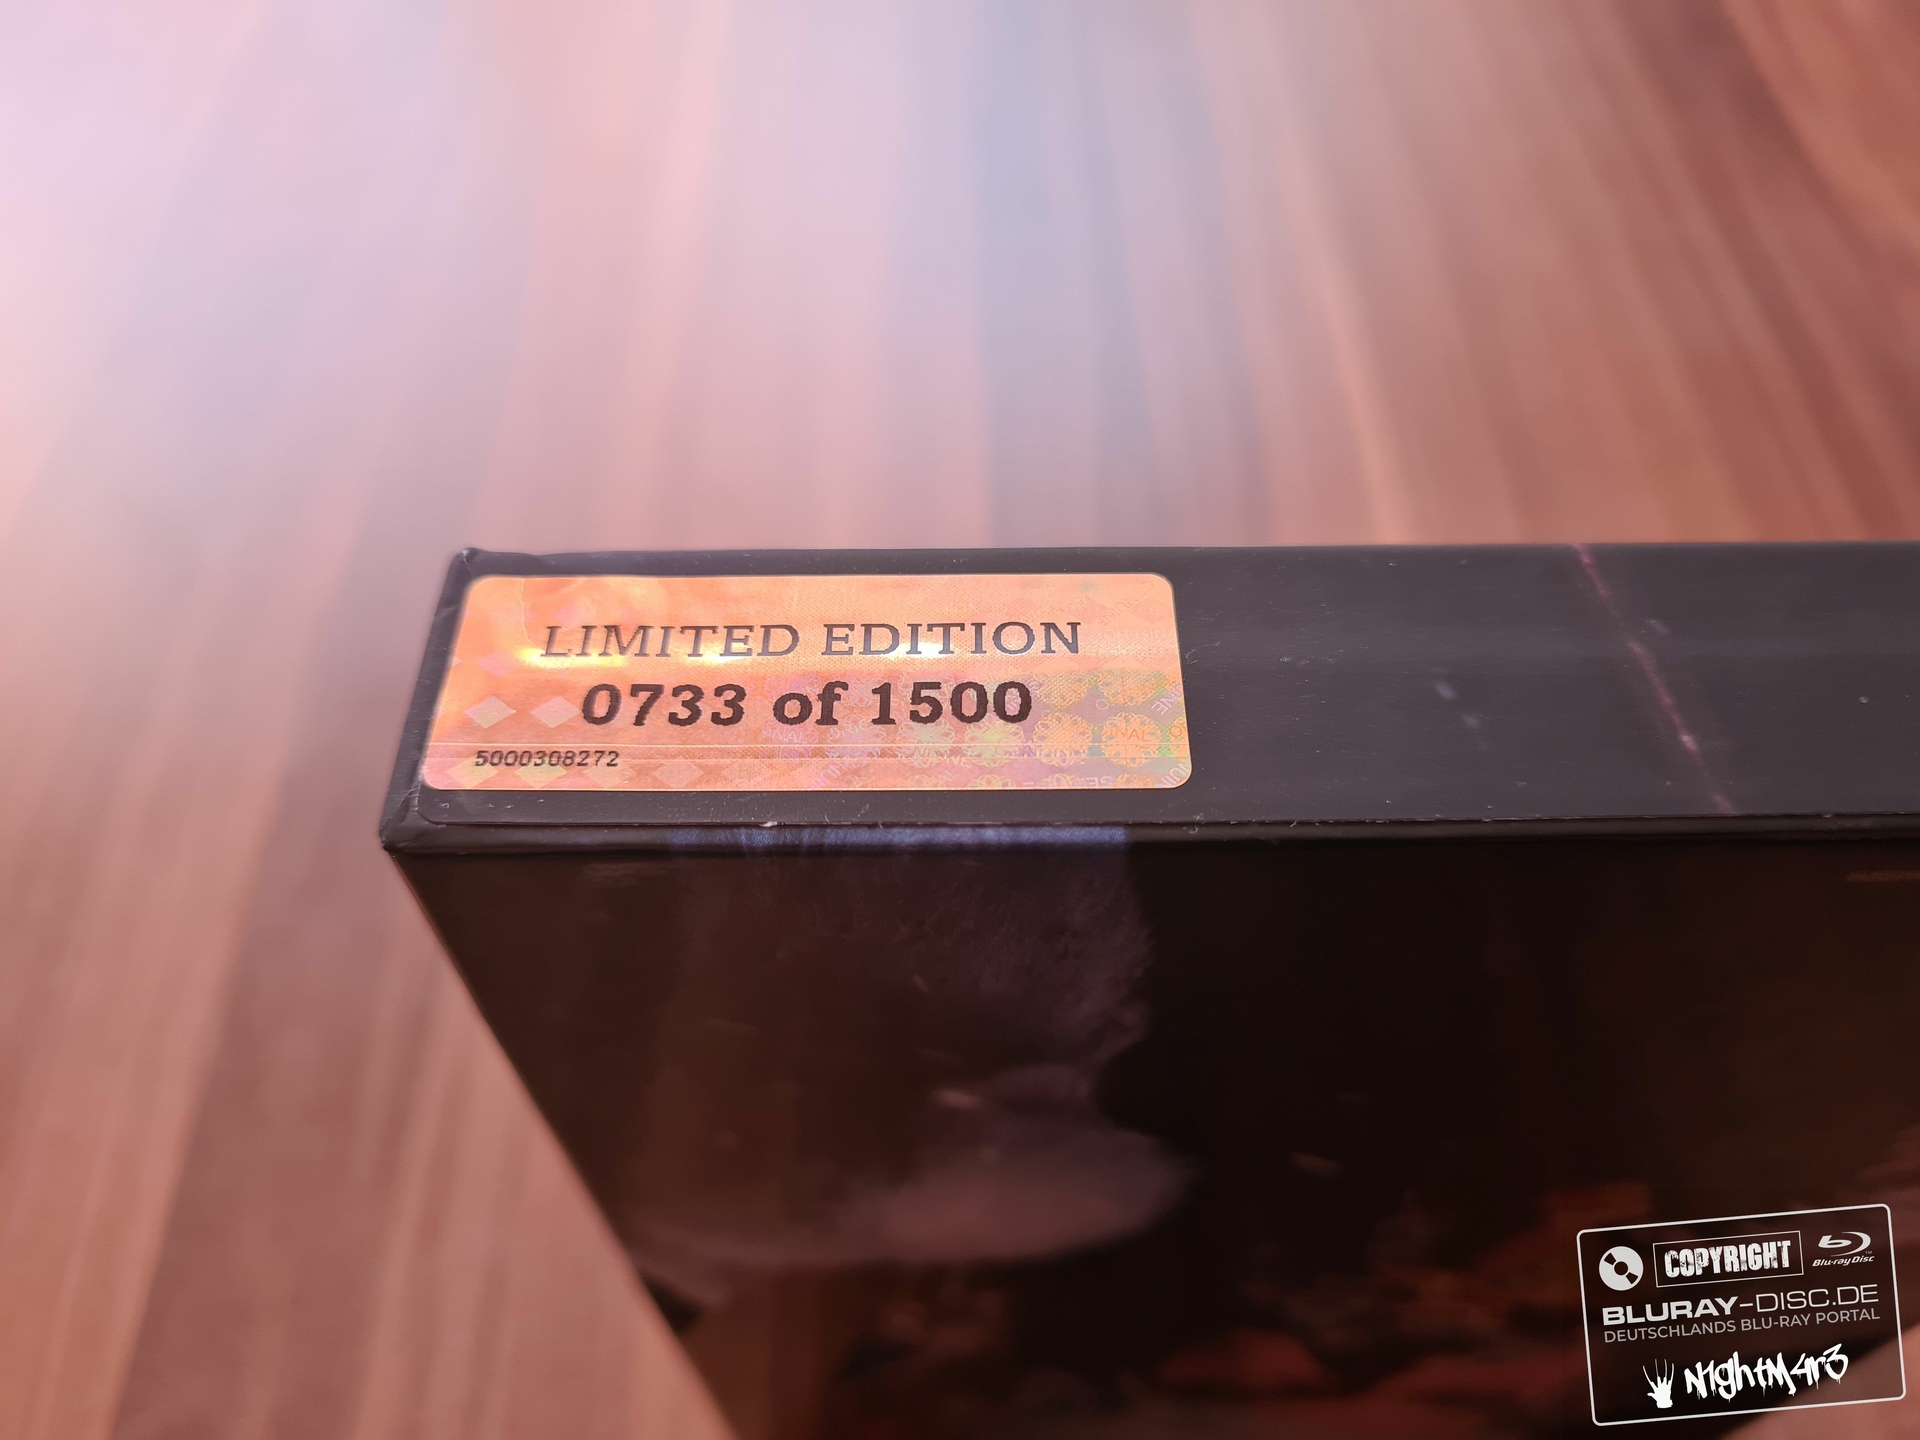 LIMITED EDITION
0733 of 1500
5000308272
COPYRIGHT
Blu-ray Disc
BLURAY-DISC.DE
DEUTSCHLANDS BLU-RAY PORTAL
N1ghtM4r3